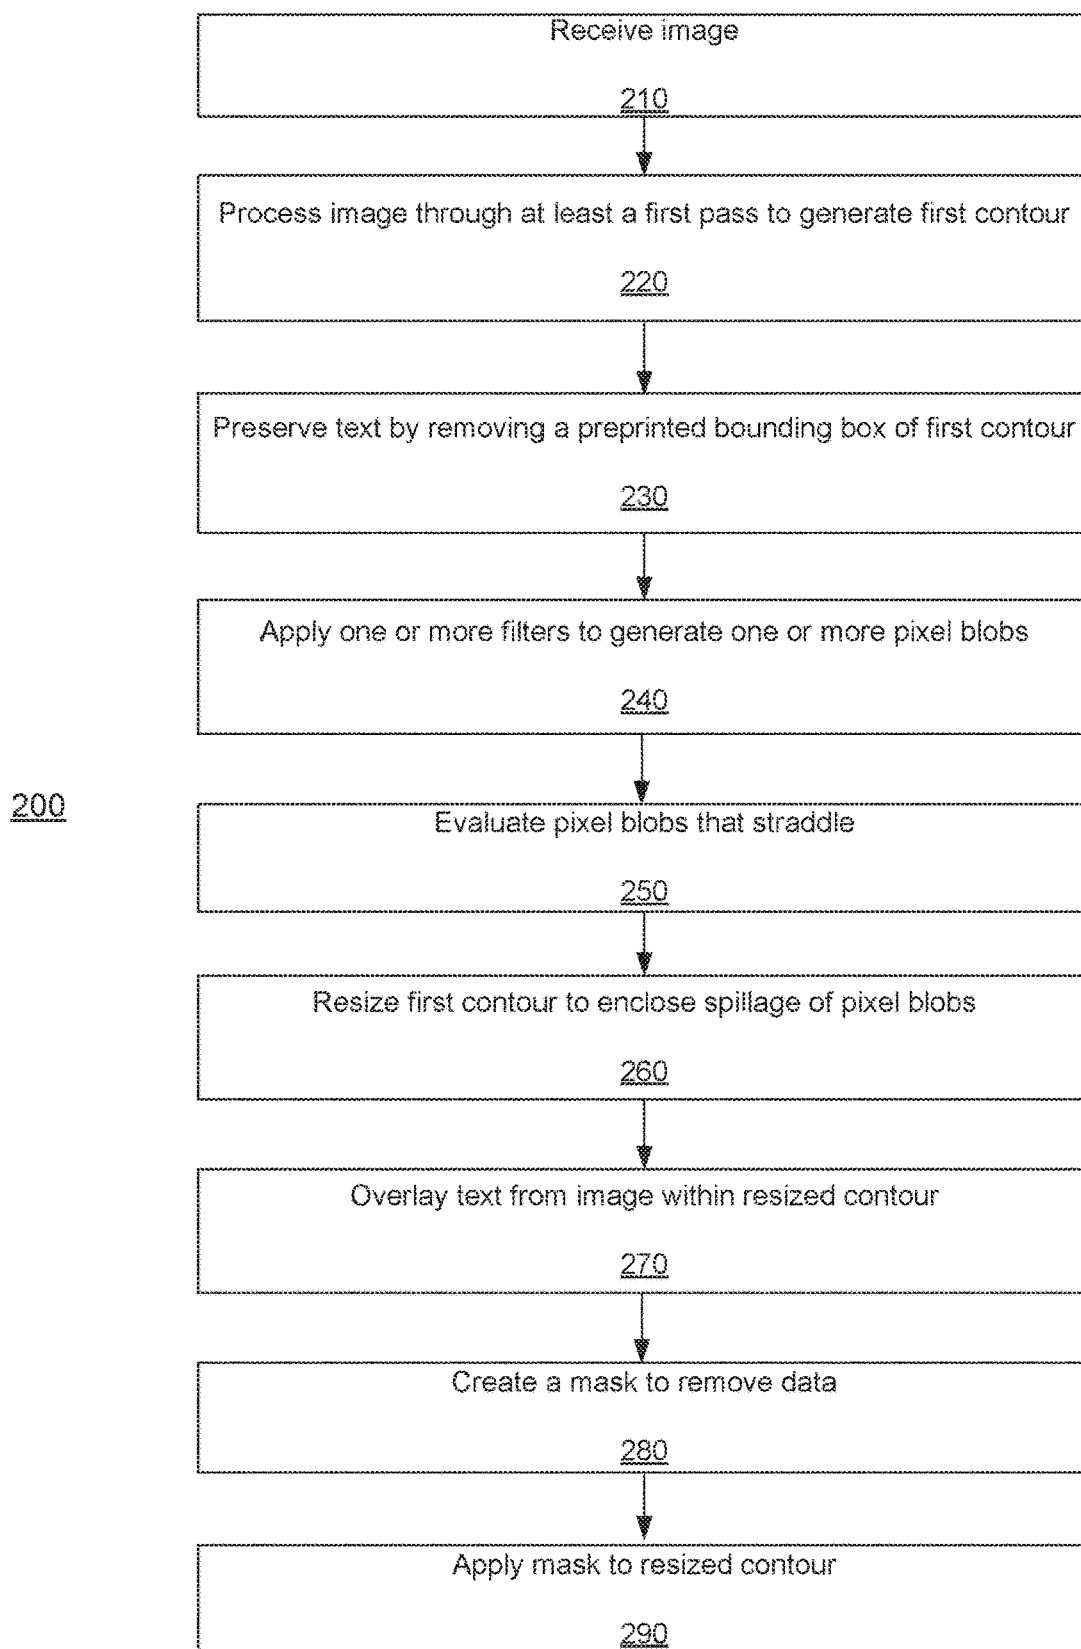 Receive image
210
Process image through at least a first pass to generate first contour
220
Preserve text by removing a preprinted bounding box of first contour
230
Apply one or more filters to generate one or more pixel blobs
240
200
Evaluate pixel blobs that straddle
250
Resize first contour to enclose spillage of pixel blobs
260
Overlay text from image within resized contour
270
Create a mask to remove data
280
Apply mask to resized contour
290